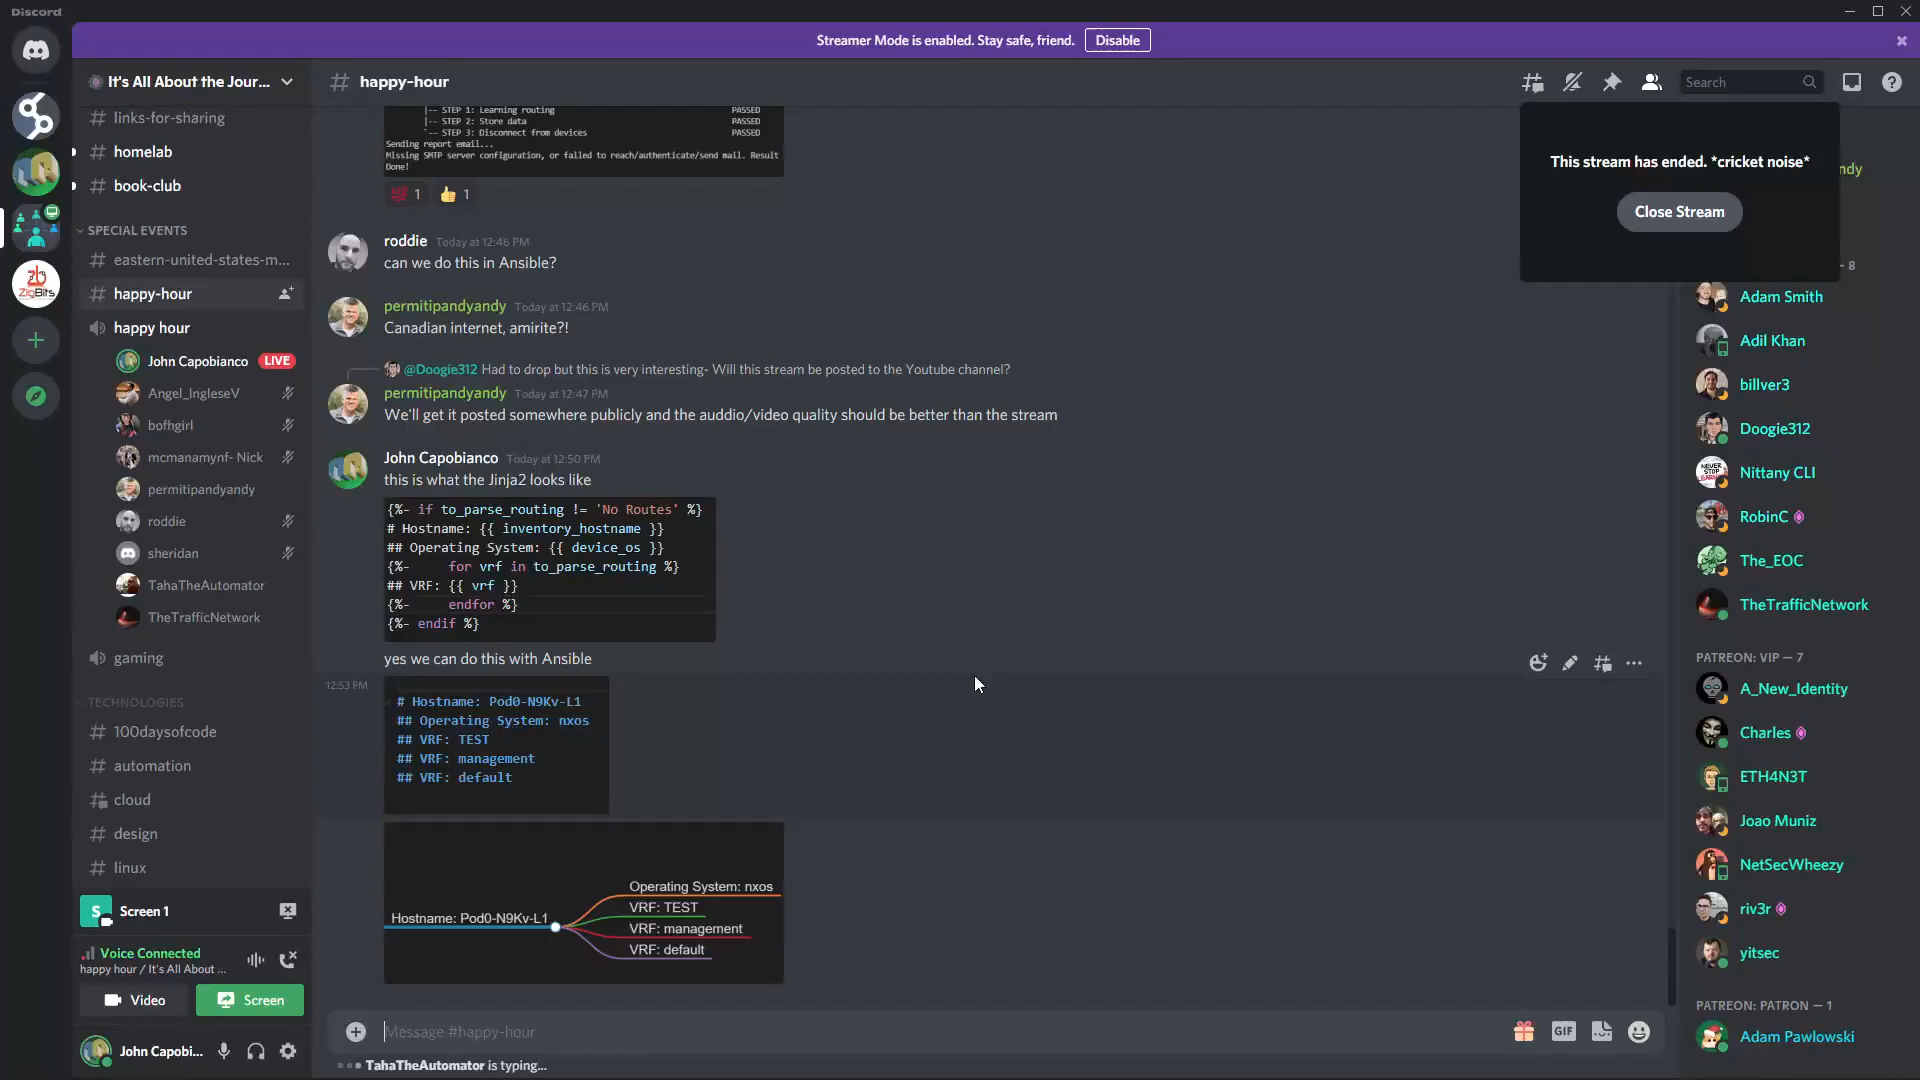 Discord
Streamer Mode is enabled. Stay safe, friend.
Disable
It's All About the Jour...
links-for-sharing
homelab
book-club
SPECIAL EVENTS
eastern-united-states-m...
happy-hour
happy hour
John Capobianco LIVE
Angel_IngleseV
bofhgirl
mcmanamynf- Nick
permitipandyandy
roddie
sheridan
TahaTheAutomator
TheTrafficNetwork
gaming
TECHNOLOGIES
100daysofcode
automation
cloud
design
linux
S Screen 1
Voice Connected
happy hour / It's All About ...
Video
Screen
John Capobi...
ZigBits
# happy-hour
Search
|-- STEP 1: Learning routing PASSED
|-- STEP 2: Store data PASSED
`-- STEP 3: Disconnect from devices PASSED
Sending report email...
Missing SMTP server configuration, or failed to reach/authenticate/send mail. Result
Done!
1
1
roddie Today at 12:46 PM
can we do this in Ansible?
permitipandyandy Today at 12:46 PM
Canadian internet, amirite?!
@Doogie312 Had to drop but this is very interesting- Will this stream be posted to the Youtube channel?
permitipandyandy Today at 12:47 PM
We'll get it posted somewhere publicly and the auddio/video quality should be better than the stream
John Capobianco Today at 12:50 PM
this is what the Jinja2 looks like
{%- if to_parse_routing != 'No Routes' %}
# Hostname: {{ inventory_hostname }}
## Operating System: {{ device_os }}
{%- for vrf in to_parse_routing %}
## VRF: {{ vrf }}
{%- endfor %}
{%- endif %}
yes we can do this with Ansible
12:53 PM
# Hostname: Pod0-N9Kv-L1
## Operating System: nxos
## VRF: TEST
## VRF: management
## VRF: default
Hostname: Pod0-N9Kv-L1
Operating System: nxos
VRF: TEST
VRF: management
VRF: default
Message #happy-hour
GIF
TahaTheAutomator is typing...
This stream has ended. *cricket noise*
Close Stream
ndy
- 8
Adam Smith
Adil Khan
billver3
Doogie312
Nittany CLI
RobinC
The_EOC
TheTrafficNetwork
PATREON: VIP — 7
A_New_Identity
Charles
ETH4N3T
Joao Muniz
NetSecWheezy
riv3r
yitsec
PATREON: PATRON — 1
Adam Pawlowski